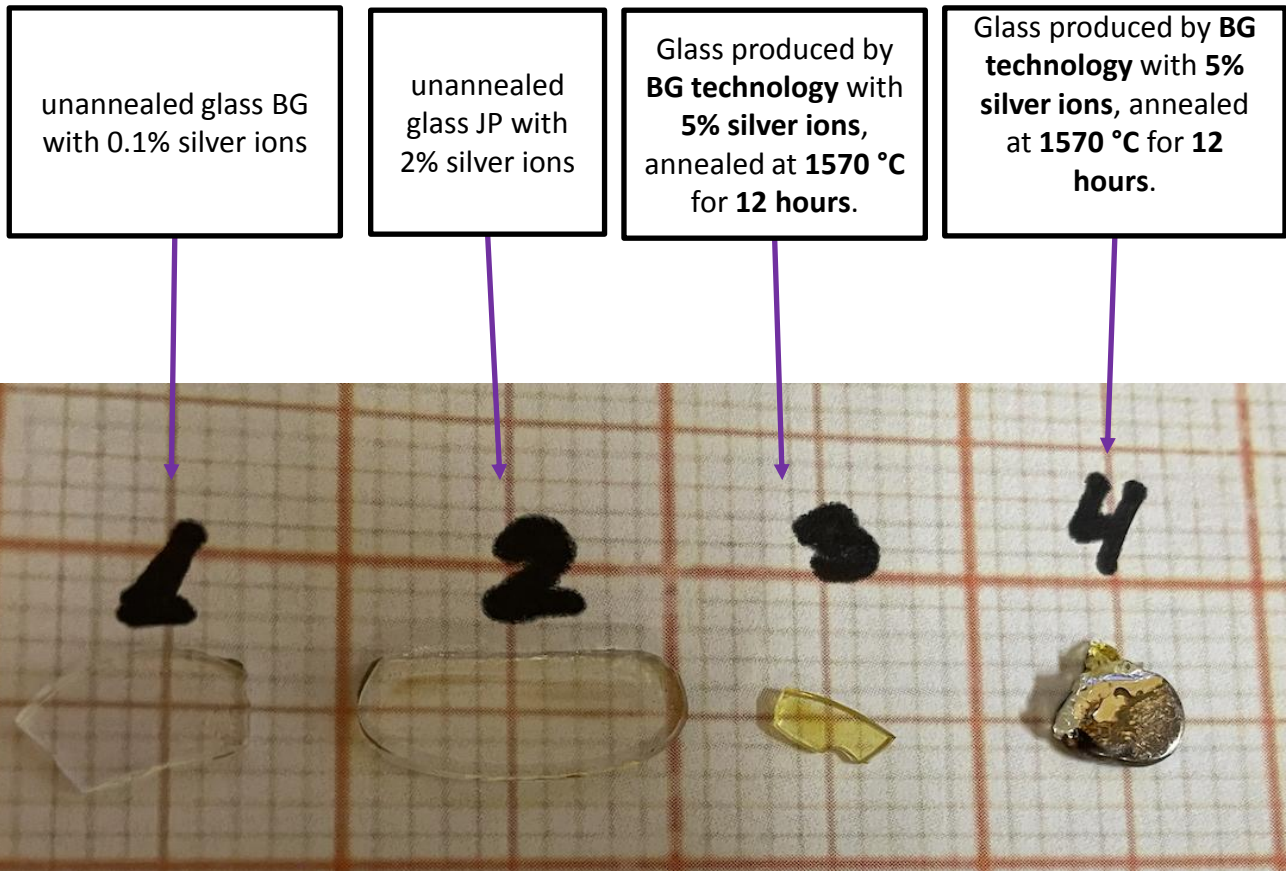 unannealed glass BG
with 0.1% silver ions
unannealed
glass JP with
2% silver ions
Glass produced by
BG technology with
5% silver ions,
annealed at 1570 °C
for 12 hours.
Glass produced by BG
technology with 5%
silver ions, annealed
at 1570 °C for 12
hours.
1
2
3
4